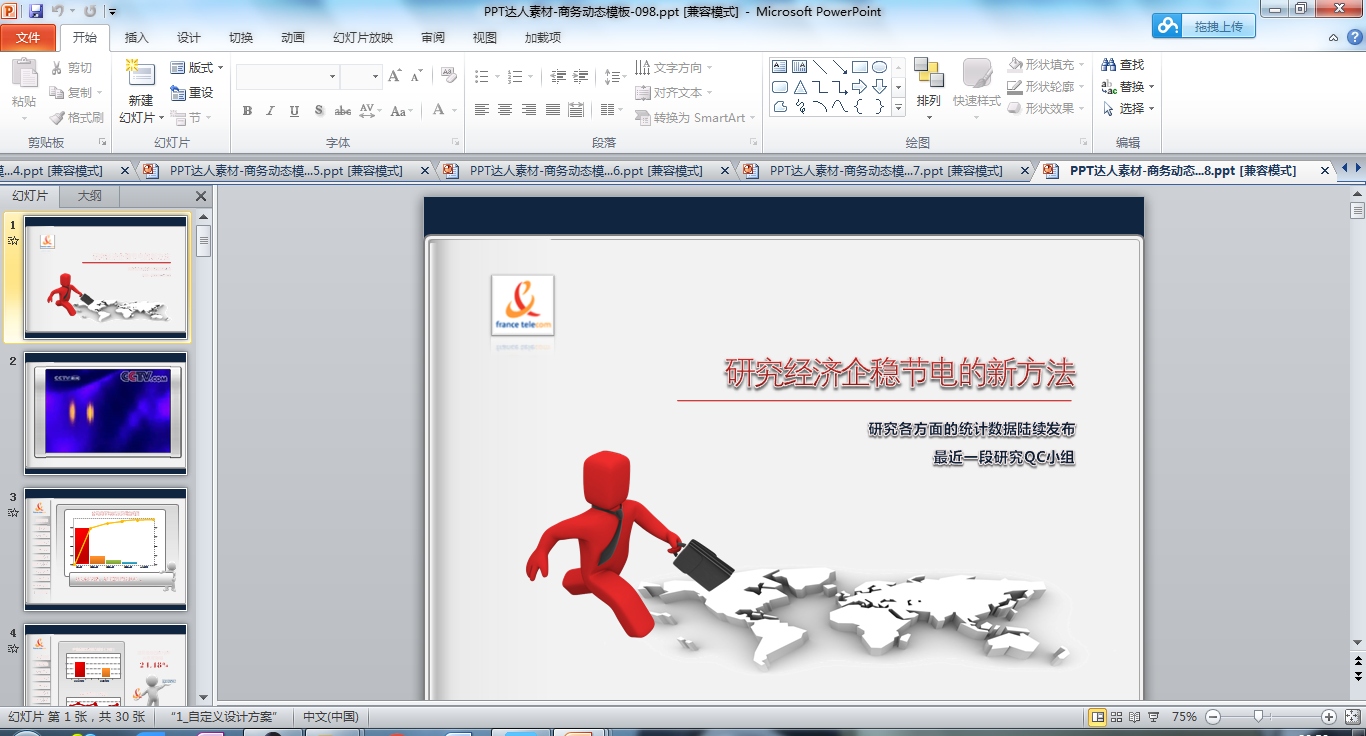 PPT达人素材-商务动态模板-098.ppt [兼容模式] - Microsoft PowerPoint
拖拽上传
文件 开始 插入 设计 切换 动画 幻灯片放映 审阅 视图 加载项
剪切 版式 文字方向 形状填充 查找
复制 重设 对齐文本 形状轮廓 替换
粘贴 格式刷 新建 幻灯片 节 转换为 SmartArt 排列 快速样式 形状效果 选择
B I U S abc AV Aa A
剪贴板 幻灯片 字体 段落 绘图 编辑
模...4.ppt [兼容模式] PPT达人素材-商务动态模...5.ppt [兼容模式] PPT达人素材-商务动态模...6.ppt [兼容模式] PPT达人素材-商务动态模...7.ppt [兼容模式] PPT达人素材-商务动态...8.ppt [兼容模式]
幻灯片 大纲
1
2
CCTV.com
3
4
24.18%
france telecom
研究经济企稳节电的新方法
研究各方面的统计数据陆续发布
最近一段研究QC小组
幻灯片 第 1 张，共 30 张 "1_自定义设计方案" 中文(中国) 75%